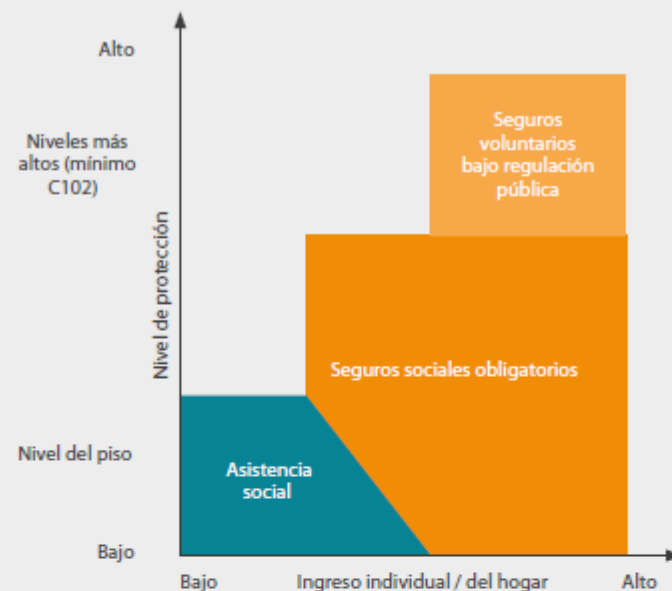 Alto
Niveles más
altos (mínimo
C102)
Nivel de protección
Nivel del piso
Bajo
Seguros
voluntarios
bajo regulación
pública
Seguros sociales obligatorios
Asistencia
social
Bajo
Ingreso individual / del hogar
Alto